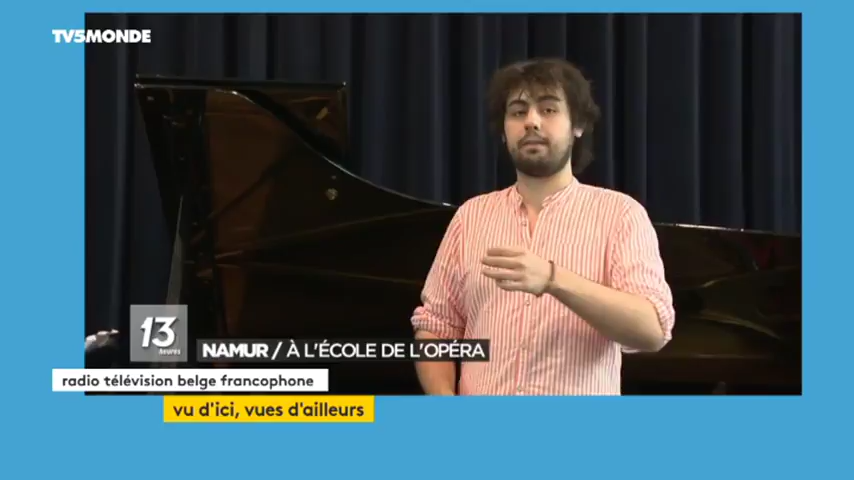 TV5MONDE
13
heures
NAMUR / À L'ÉCOLE DE L'OPÉRA
radio télévision belge francophone
vu d'ici, vues d'ailleurs